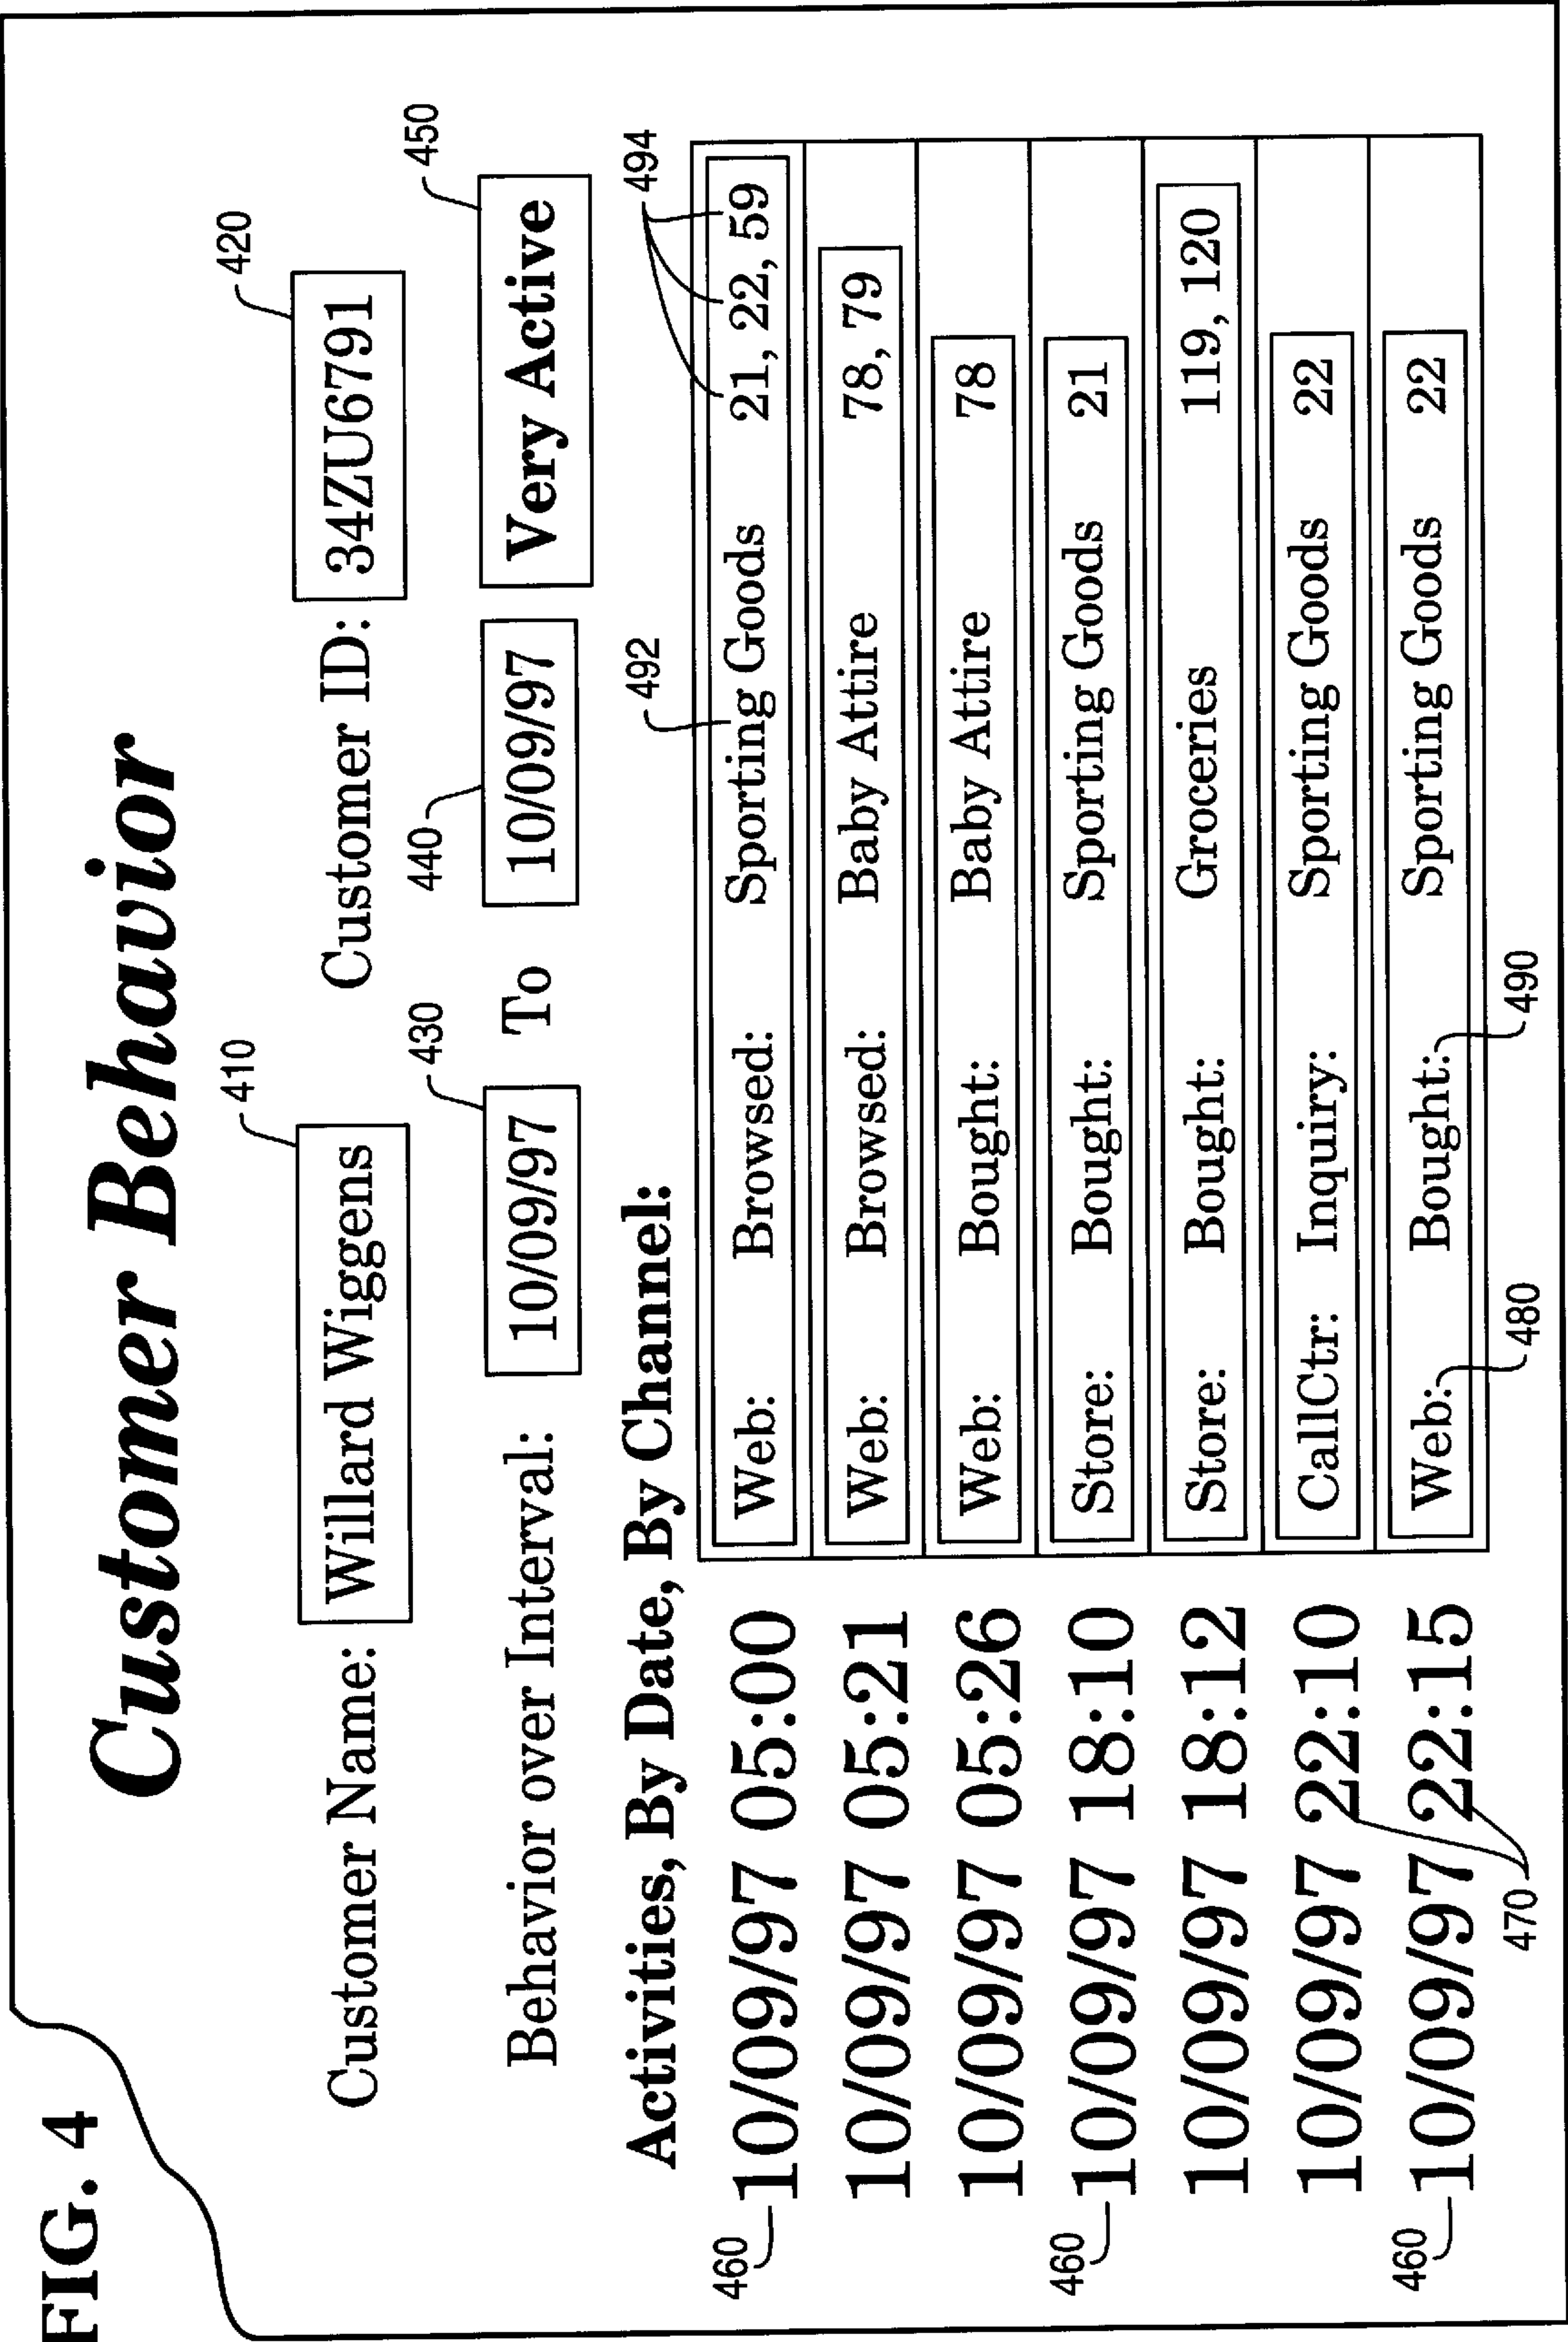 FIG. 4
Customer Behavior
410
420
Customer Name: Willard Wiggens Customer ID: 34ZU6791
430
440
450
Behavior over Interval: 10/09/97 To 10/09/97 Very Active
Activities, By Date, By Channel:
492
494
460 10/09/97 05:00 Web: Browsed: Sporting Goods 21, 22, 59
10/09/97 05:21 Web: Browsed: Baby Attire 78, 79
10/09/97 05:26 Web: Bought: Baby Attire 78
460 10/09/97 18:10 Store: Bought: Sporting Goods 21
10/09/97 18:12 Store: Bought: Groceries 119, 120
10/09/97 22:10 CallCtr: Inquiry: Sporting Goods 22
460 10/09/97 22:15 Web: Bought: Sporting Goods 22
470
480
490